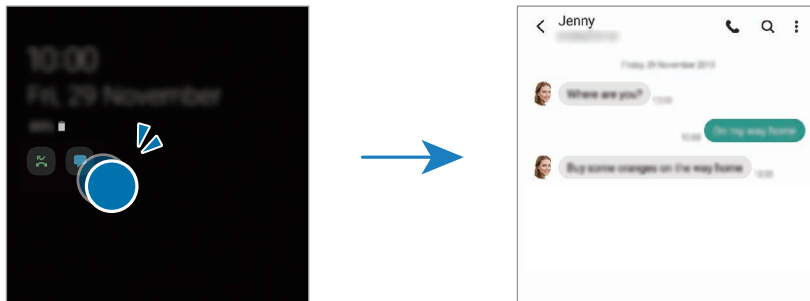 10:00
Fri, 29 November
Jenny
Friday, 29 November 2019
Where are you?
10:00
On my way home
10:00
Buy some oranges on the way home
10:00